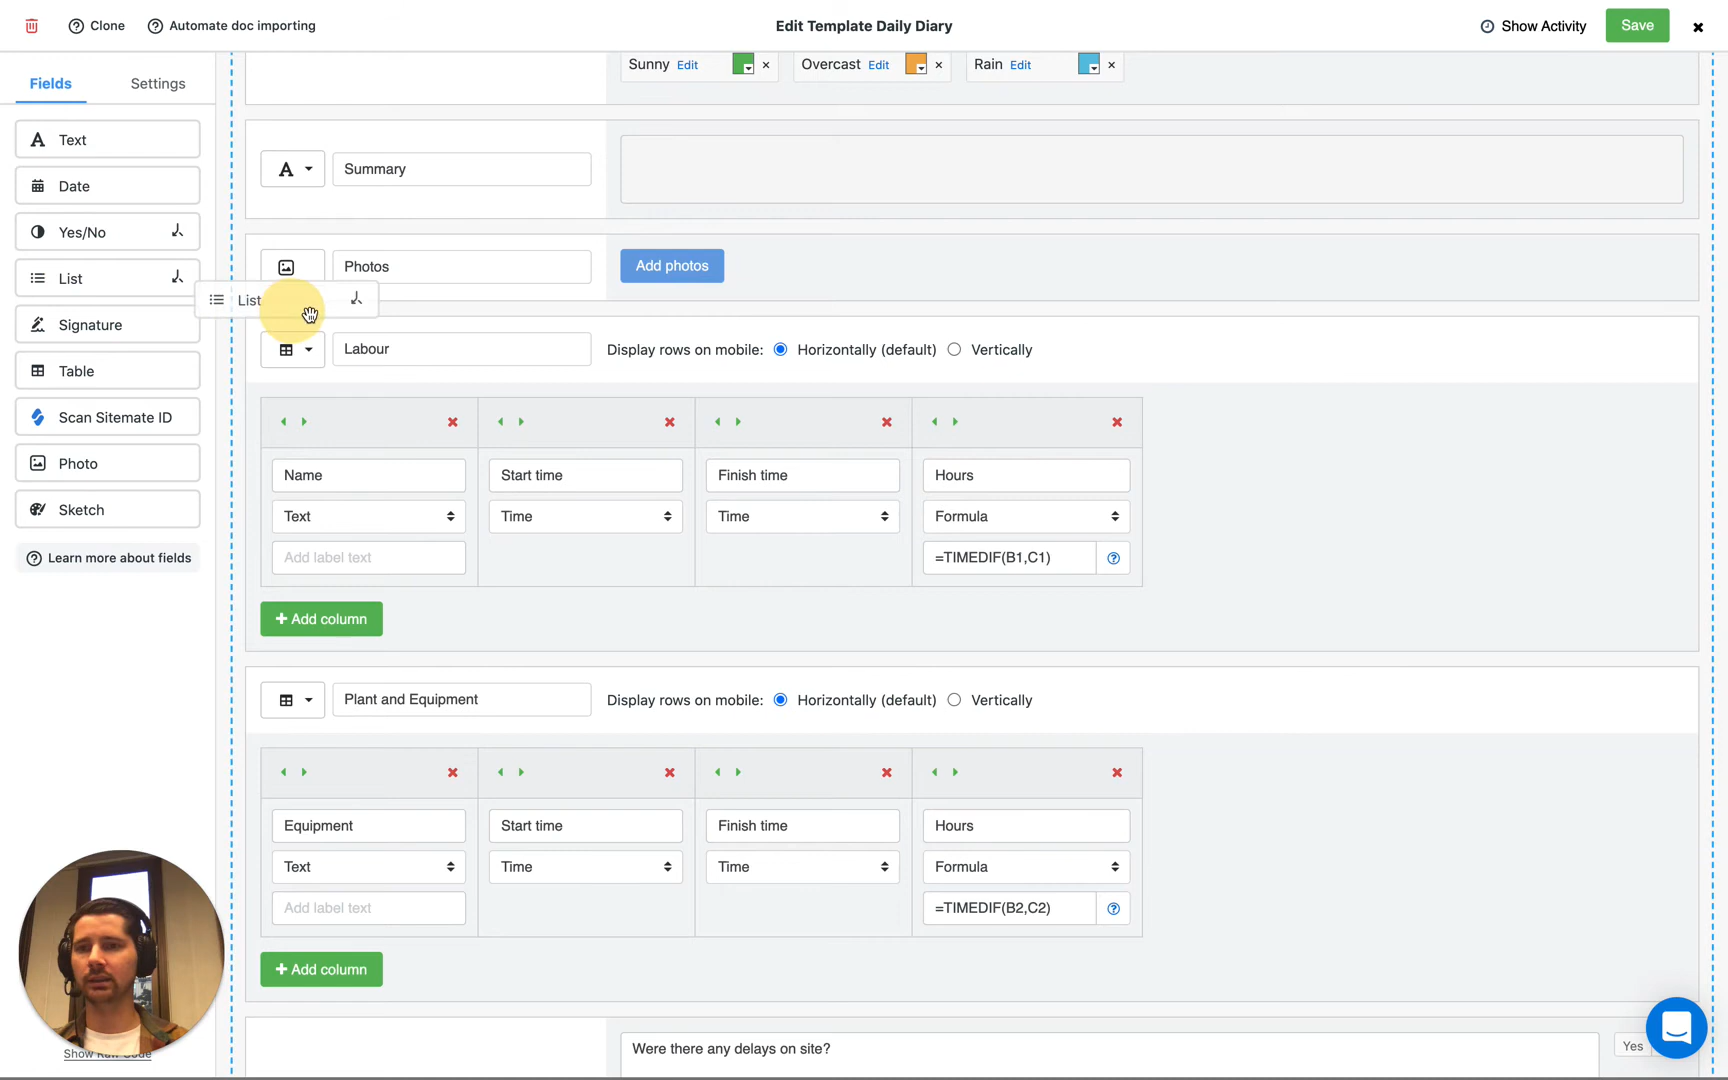 Clone
Automate doc importing
Edit Template Daily Diary
Show Activity
Save
Fields
Settings
Sunny Edit
Overcast Edit
Rain Edit
Text
Date
Yes/No
List
Signature
Table
Scan Sitemate ID
Photo
Sketch
Learn more about fields
Show Raw Code
Summary
Photos
Add photos
List
Labour
Display rows on mobile: Horizontally (default) Vertically
Name
Start time
Finish time
Hours
Text
Time
Time
Formula
Add label text
=TIMEDIF(B1,C1)
+ Add column
Plant and Equipment
Display rows on mobile: Horizontally (default) Vertically
Equipment
Start time
Finish time
Hours
Text
Time
Time
Formula
Add label text
=TIMEDIF(B2,C2)
+ Add column
Were there any delays on site?
Yes